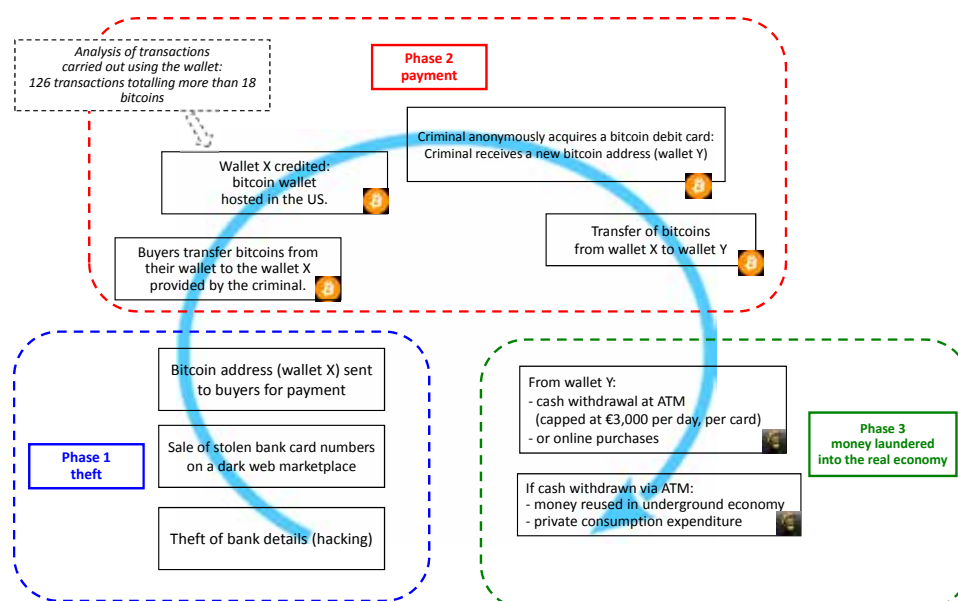 Analysis of transactions
carried out using the wallet:
126 transactions totalling more than 18
bitcoins
Phase 2
payment
Criminal anonymously acquires a bitcoin debit card:
Criminal receives a new bitcoin address (wallet Y)
Wallet X credited:
bitcoin wallet
hosted in the US.
Transfer of bitcoins
from wallet X to wallet Y
Buyers transfer bitcoins from
their wallet to the wallet X
provided by the criminal.
Bitcoin address (wallet X) sent
to buyers for payment
Phase 1
theft
Sale of stolen bank card numbers
on a dark web marketplace
Theft of bank details (hacking)
From wallet Y:
- cash withdrawal at ATM
(capped at €3,000 per day, per card)
- or online purchases
Phase 3
money laundered
into the real economy
If cash withdrawn via ATM:
- money reused in underground economy
- private consumption expenditure